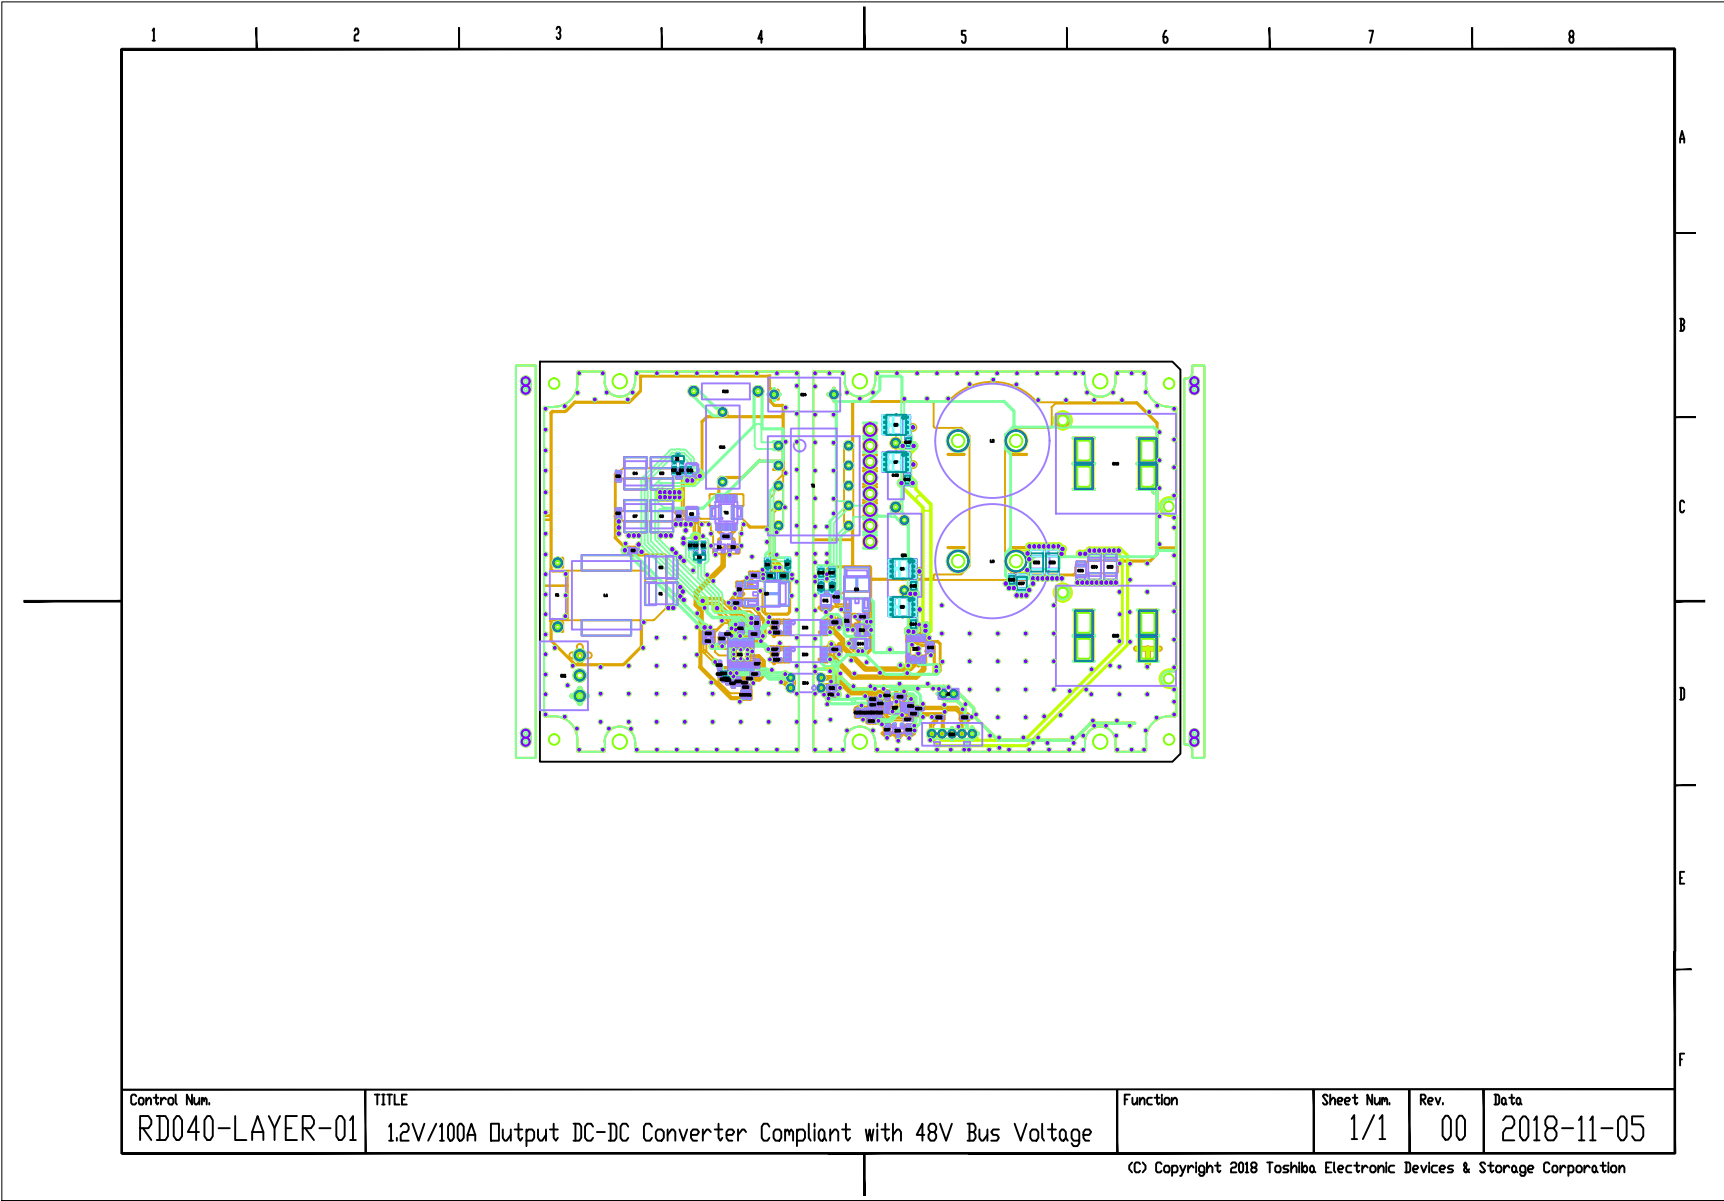 1 2 3 4 5 6 7 8
A
B
C
D
E
F
Control Num. TITLE Function Sheet Num. Rev. Data
RD040-LAYER-01 1.2V/100A Output DC-DC Converter Compliant with 48V Bus Voltage 1/1 00 2018-11-05
(C) Copyright 2018 Toshiba Electronic Devices & Storage Corporation